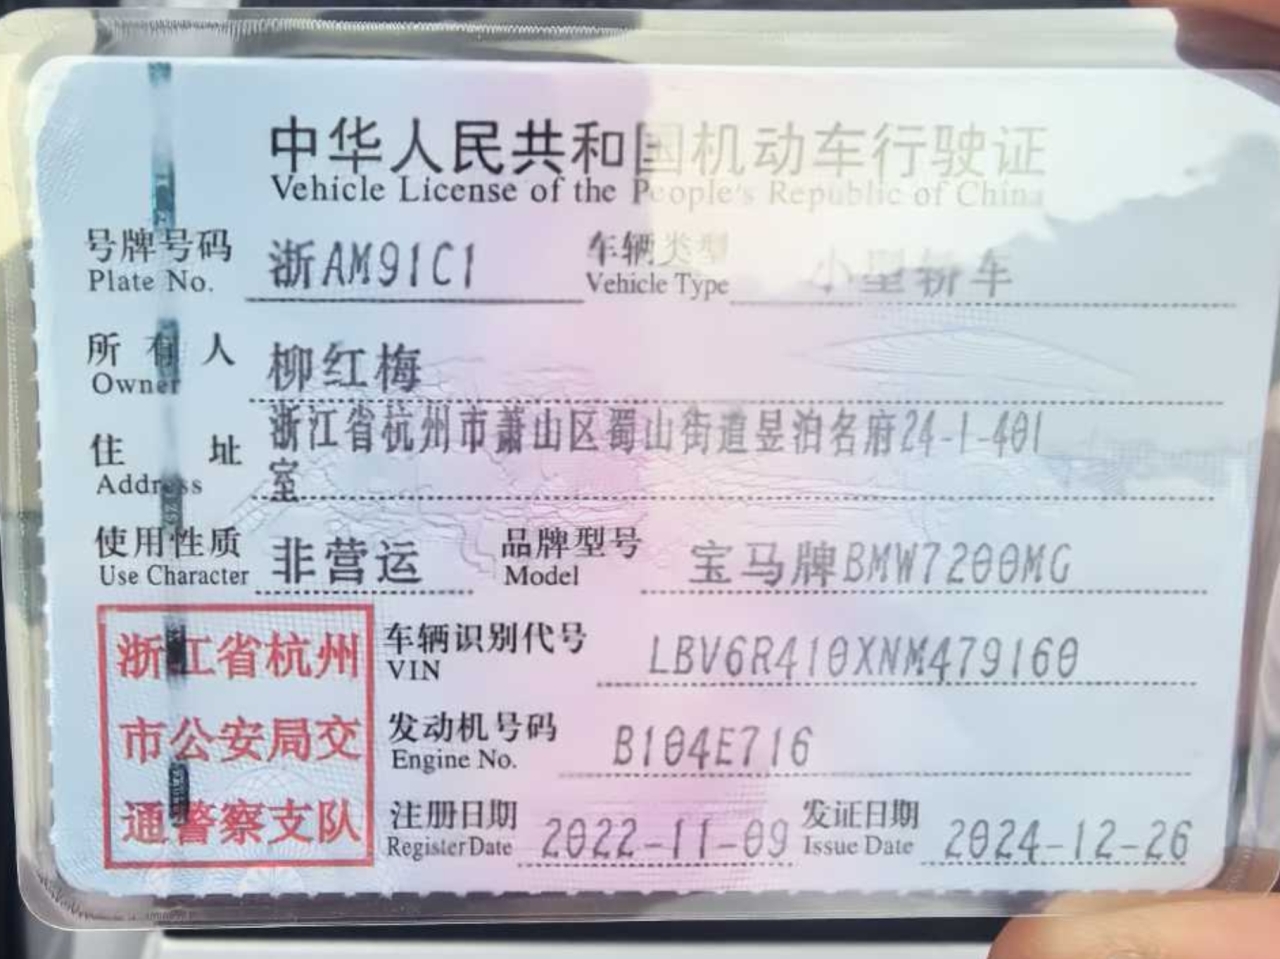 中华人民共和国机动车行驶证
Vehicle License of the People's Republic of China
号牌号码 浙AM91C1 车辆类型 小型轿车
Plate No. Vehicle Type
所有人 柳红梅
Owner
浙江省杭州市萧山区蜀山街道昱泊名府24-1-401
住址 室
Address
使用性质 非营运 品牌型号 宝马牌BMW7200MG
Use Character Model
浙江省杭州 车辆识别代号 LBV6R410XNM479160
VIN
市公安局交 发动机号码 B104E716
Engine No.
通警察支队 注册日期 2022-11-09 发证日期 2024-12-26
Register Date Issue Date